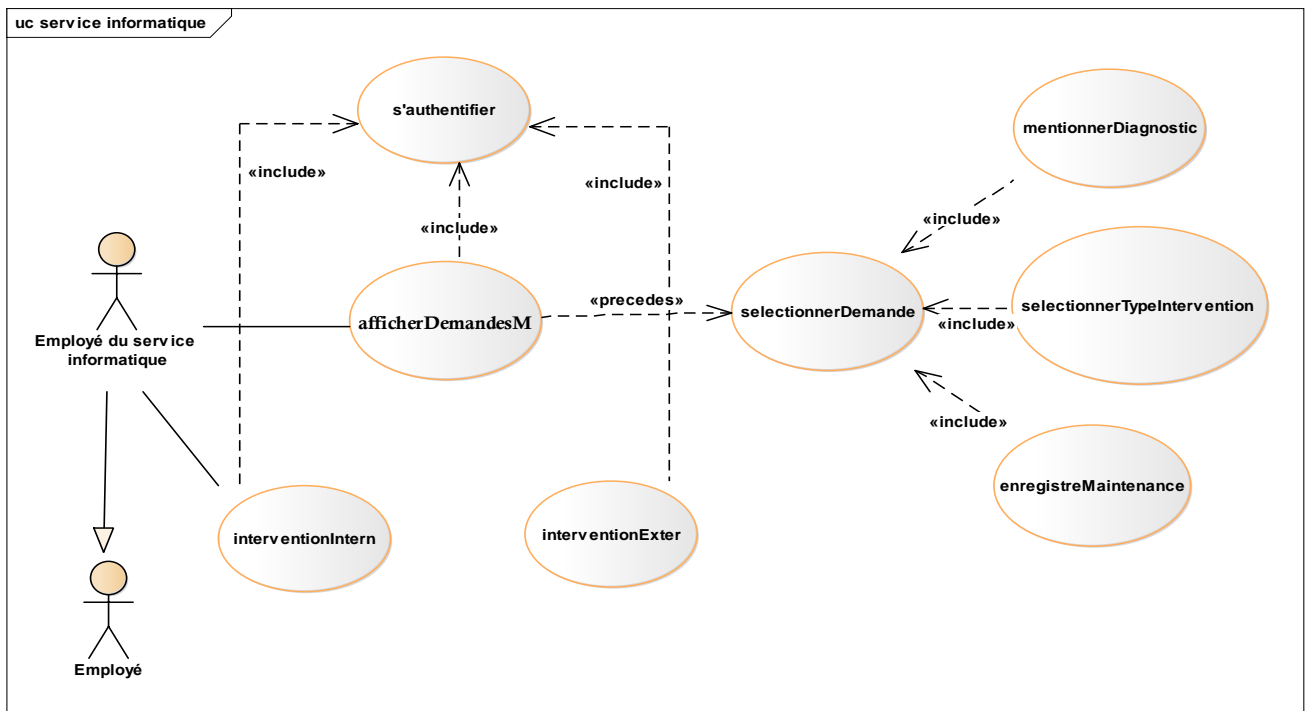 uc service informatique
s'authentifier
mentionnerDiagnostic
«include»
«include»
«include»
«include»
Employé du service
informatique
afficherDemandesM
«precedes»
selectionnerDemande
selectionnerTypeIntervention
«include»
«include»
enregistreMaintenance
interventionIntern
interventionExter
Employé